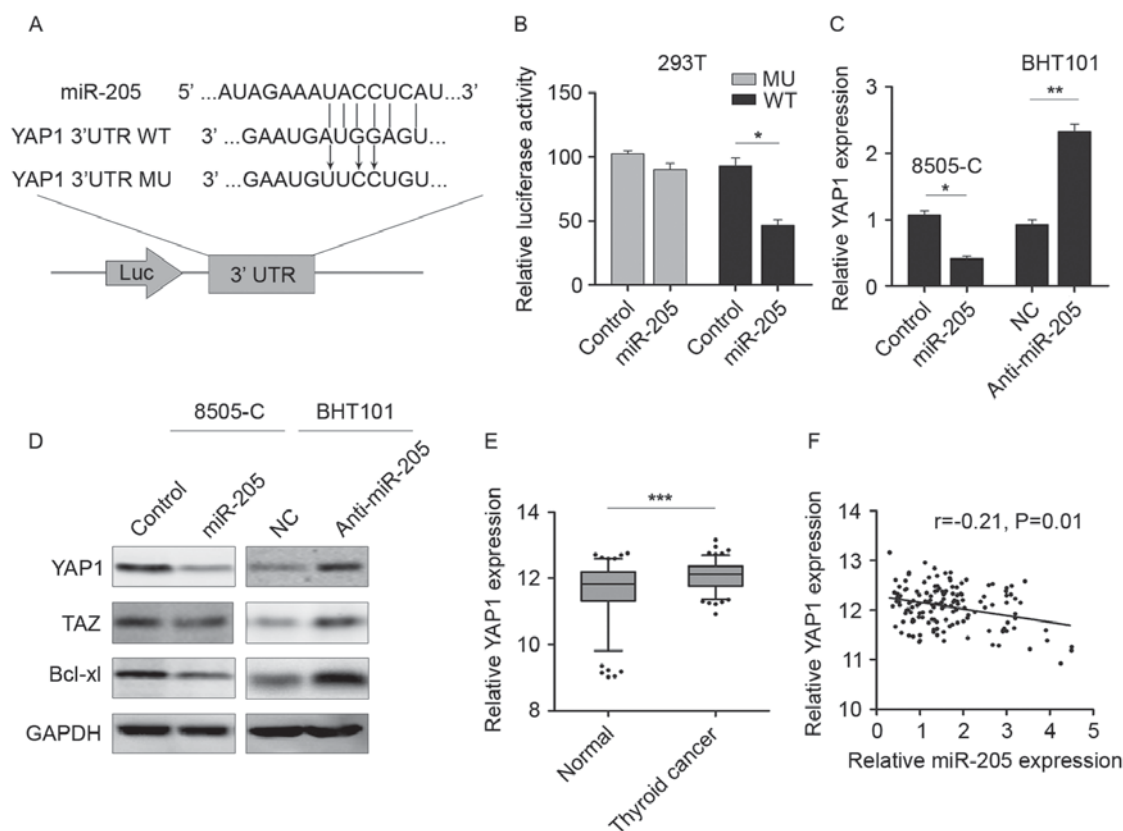 A
miR-205 5' ...AUAGAAAUACCUCAU...3'
YAP1 3'UTR WT 3' ...GAAUGAUGGAGU...
YAP1 3'UTR MU 3' ...GAAUGUUCCUGU...
Luc
3' UTR
B
293T
MU
WT
Relative luciferase activity
150
100
50
0
*
Control
miR-205
Control
miR-205
C
BHT101
Relative YAP1 expression
3
2
1
0
8505-C
*
**
Control
miR-205
NC
Anti-miR-205
D
8505-C BHT101
Control
miR-205
NC
Anti-miR-205
YAP1
TAZ
Bcl-xl
GAPDH
E
Relative YAP1 expression
14
12
10
8
***
Normal
Thyroid cancer
F
r=-0.21, P=0.01
Relative YAP1 expression
14
13
12
11
10
0 1 2 3 4 5
Relative miR-205 expression